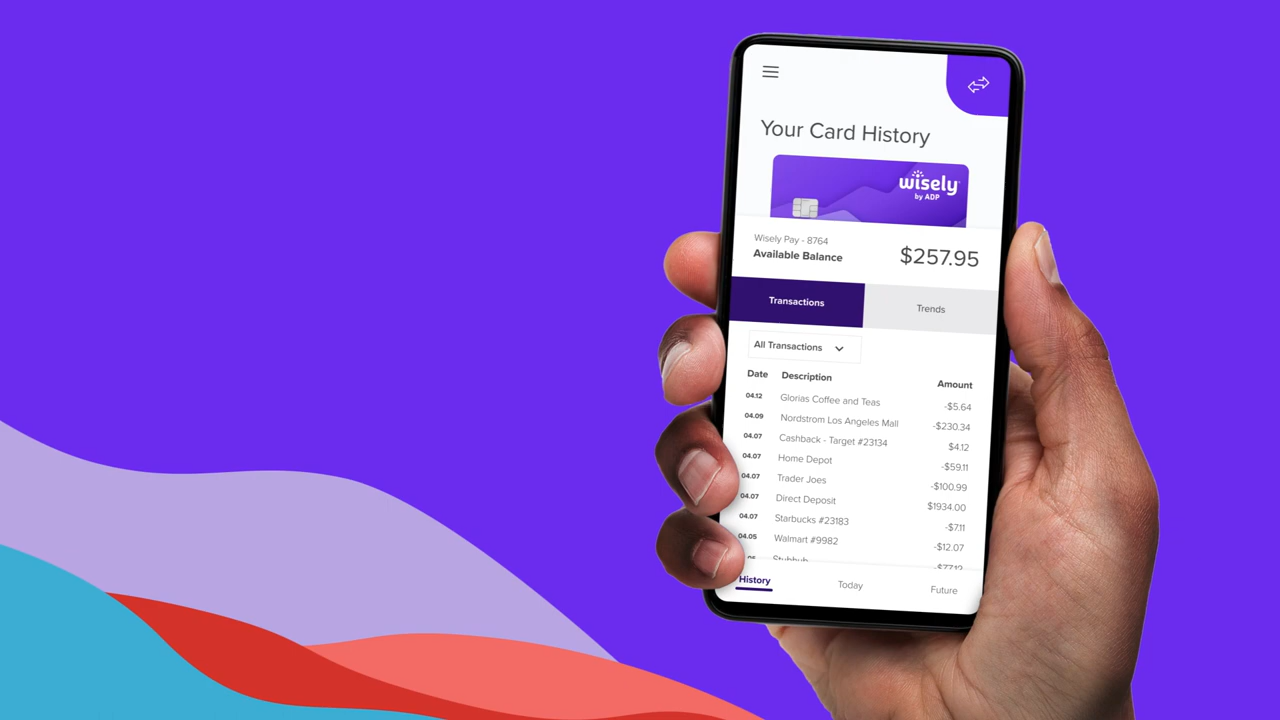 Your Card History
wisely
by ADP
Wisely Pay - 8764
Available Balance
$257.95
Transactions Trends
All Transactions
Date Description Amount
04.12 Glorias Coffee and Teas -$5.64
04.09 Nordstrom Los Angeles Mall -$230.34
04.07 Cashback - Target #23134 $4.12
04.07 Home Depot -$59.11
04.07 Trader Joes -$100.99
04.07 Direct Deposit $1934.00
04.07 Starbucks #23183 -$7.11
04.05 Walmart #9982 -$12.07
Stubhub
History Today Future